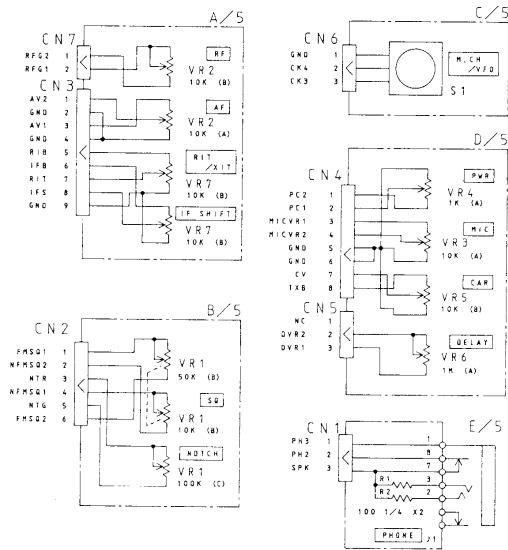 A/5
CN7
RFG2 1
RFG1 2
RF
VR2
10K (B)
CN3
AV2 1
GND 2
AV1 3
GND 4
RIB 5
IFB 6
RIT 7
IFS 8
GND 9
AF
VR2
10K (A)
RIT
/XIT
VR7
10K (B)
IF SHIFT
VR7
10K (B)
B/5
CN2
FMSQ1 1
NFMSQ2 2
NTR 3
NFMSQ1 4
NTG 5
FMSQ2 6
VR1
50K (B)
SQ
VR1
10K (B)
NOTCH
VR1
100K (C)
C/5
CN6
GND 1
CK4 2
CK3 3
M.CH
/VFO
S1
D/5
CN4
PC2 1
PC1 2
MICVR1 3
MICVR2 4
GND 5
GND 6
CV 7
TXB 8
PWR
VR4
1K (A)
MIC
VR3
10K (A)
CAR
VR5
10K (B)
CN5
NC 1
DVR2 2
DVR1 3
DELAY
VR6
1M (A)
E/5
CN1
PH3 1
PH2 2
SPK 3
1
8
7
R1 3
R2 2
100 1/4 X2
PHONE
J1